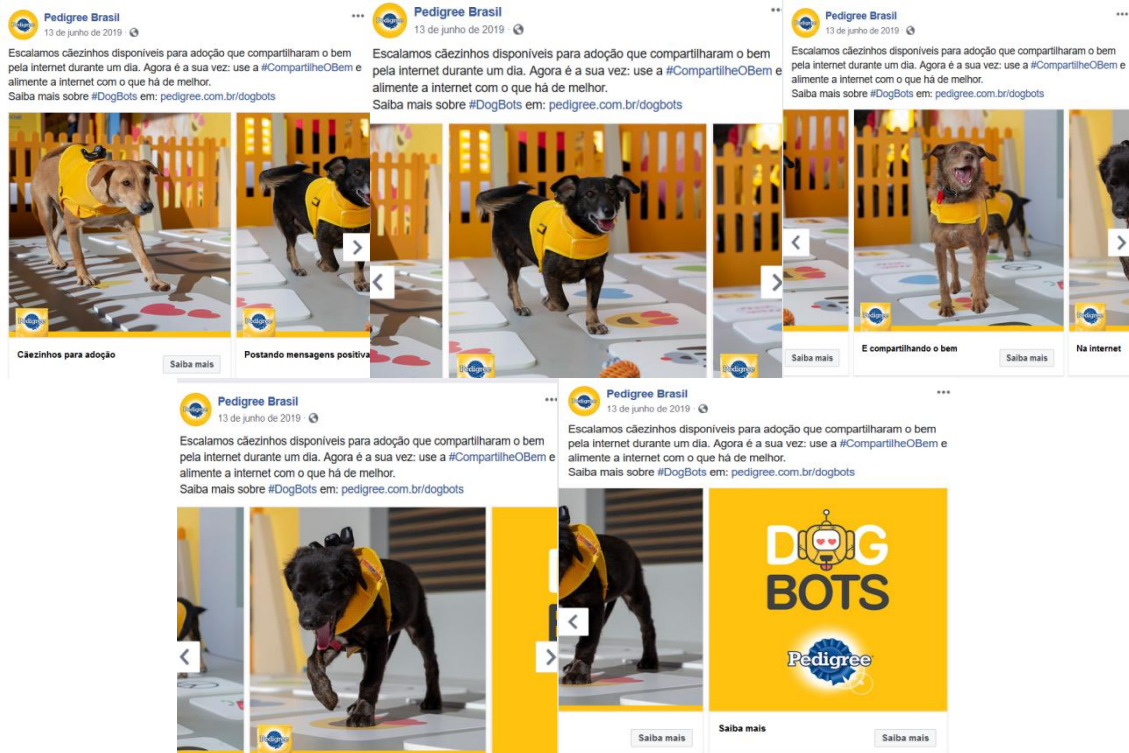 Pedigree Brasil
13 de junho de 2019
Escalamos cãezinhos disponíveis para adoção que compartilharam o bem
pela internet durante um dia. Agora é a sua vez: use a #CompartilheOBem e
alimente a internet com o que há de melhor.
Saiba mais sobre #DogBots em: pedigree.com.br/dogbots
Pedigree
Cãezinhos para adoção
Saiba mais
Postando mensagens positiva
Pedigree Brasil
13 de junho de 2019
Escalamos cãezinhos disponíveis para adoção que compartilharam o bem
pela internet durante um dia. Agora é a sua vez: use a #CompartilheOBem e
alimente a internet com o que há de melhor.
Saiba mais sobre #DogBots em: pedigree.com.br/dogbots
Pedigree
Pedigree
Pedigree Brasil
13 de junho de 2019
Escalamos cãezinhos disponíveis para adoção que compartilharam o bem
pela internet durante um dia. Agora é a sua vez: use a #CompartilheOBem e
alimente a internet com o que há de melhor.
Saiba mais sobre #DogBots em: pedigree.com.br/dogbots
Pedigree
Pedigree
Saiba mais
E compartilhando o bem
Saiba mais
Na internet
Pedigree Brasil
13 de junho de 2019
Escalamos cãezinhos disponíveis para adoção que compartilharam o bem
pela internet durante um dia. Agora é a sua vez: use a #CompartilheOBem e
alimente a internet com o que há de melhor.
Saiba mais sobre #DogBots em: pedigree.com.br/dogbots
Pedigree
Pedigree Brasil
13 de junho de 2019
Escalamos cãezinhos disponíveis para adoção que compartilharam o bem
pela internet durante um dia. Agora é a sua vez: use a #CompartilheOBem e
alimente a internet com o que há de melhor.
Saiba mais sobre #DogBots em: pedigree.com.br/dogbots
DOG
BOTS
Pedigree
Saiba mais
Saiba mais
Saiba mais